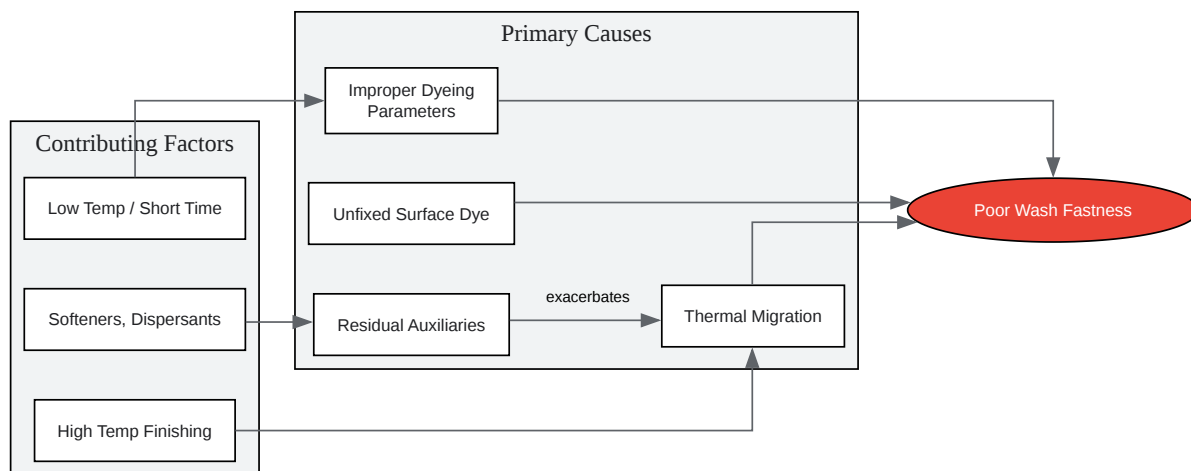 Primary Causes
Improper Dyeing
Parameters
Contributing Factors
Low Temp / Short Time
Unfixed Surface Dye
Poor Wash Fastness
exacerbates
Softeners, Dispersants
Residual Auxiliaries
Thermal Migration
High Temp Finishing